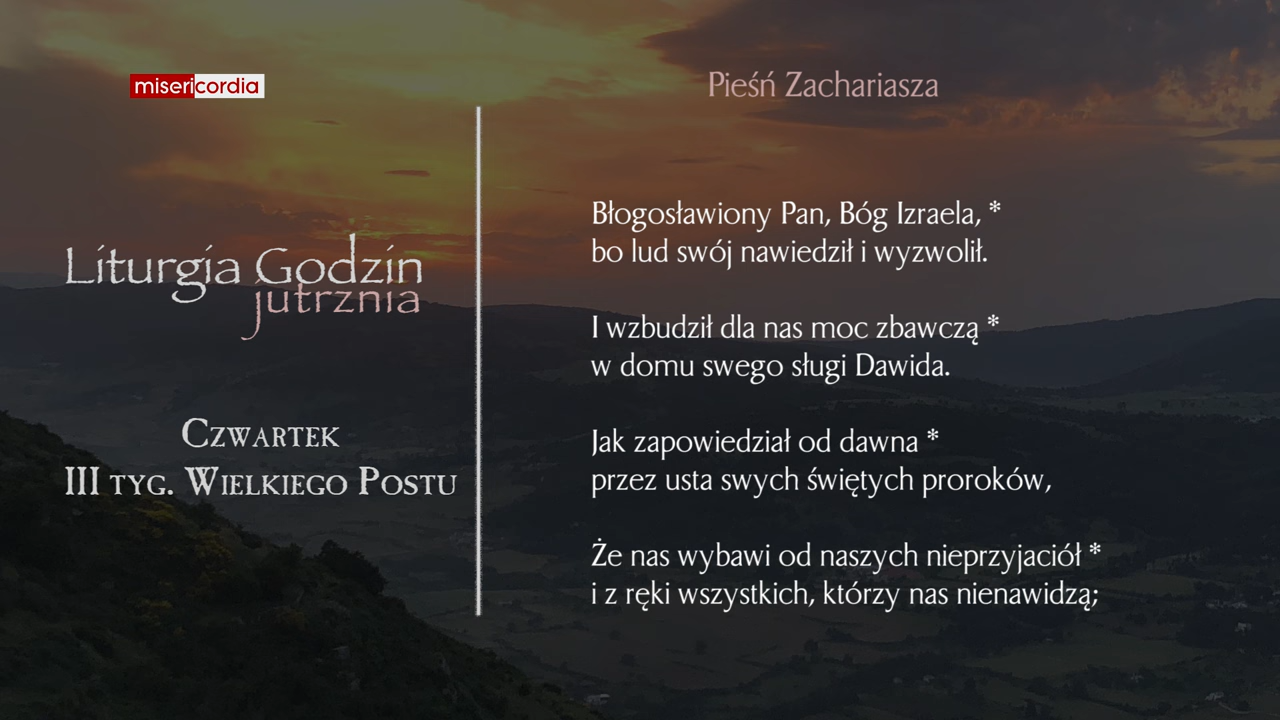 misericordia
Liturgia Godzin
jutrznia
Czwartek
III tyg. Wielkiego Postu
Pieśń Zachariasza
Błogosławiony Pan, Bóg Izraela, *
bo lud swój nawiedził i wyzwolił.
I wzbudził dla nas moc zbawczą *
w domu swego sługi Dawida.
Jak zapowiedział od dawna *
przez usta swych świętych proroków,
Że nas wybawi od naszych nieprzyjaciół *
i z ręki wszystkich, którzy nas nienawidzą;